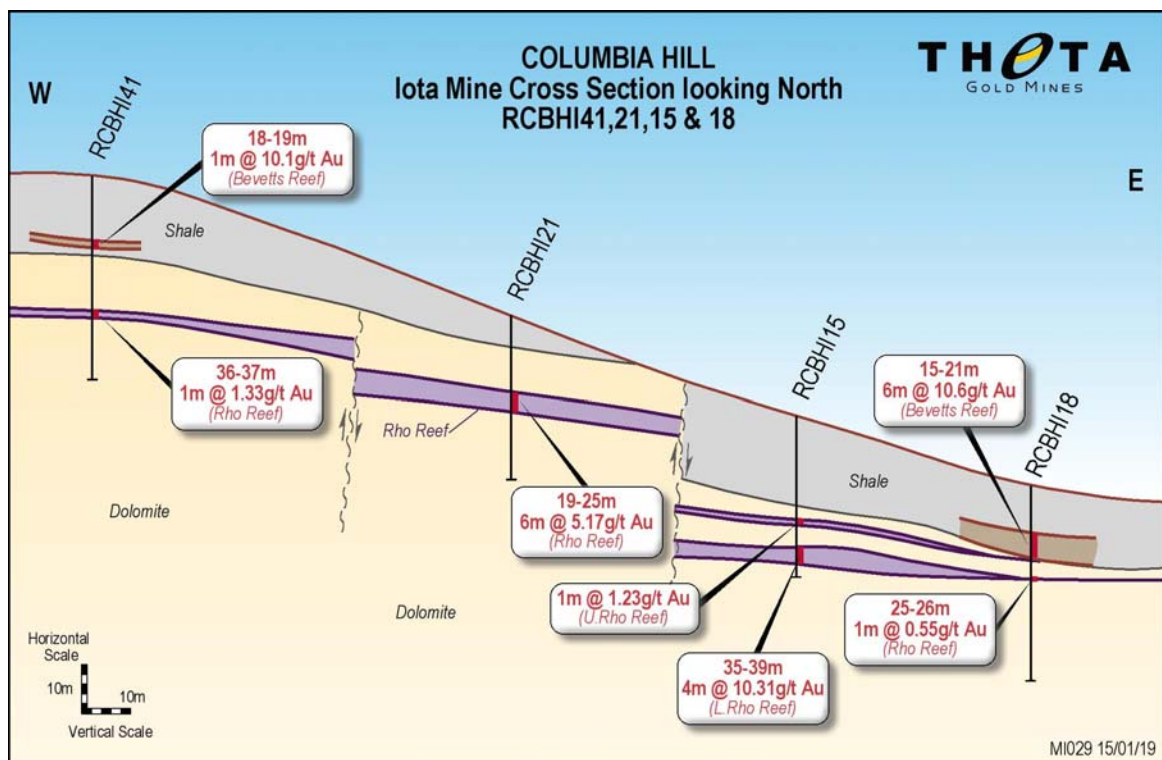 COLUMBIA HILL
Iota Mine Cross Section looking North
RCBHI41,21,15 & 18
THETA
GOLD MINES
W
E
RCBHI41
18-19m
1m @ 10.1g/t Au
(Bevetts Reef)
Shale
RCBHI21
RCBHI15
15-21m
6m @ 10.6g/t Au
(Bevetts Reef)
RCBHI18
36-37m
1m @ 1.33g/t Au
(Rho Reef)
Rho Reef
Shale
Dolomite
19-25m
6m @ 5.17g/t Au
(Rho Reef)
Dolomite
1m @ 1.23g/t Au
(U.Rho Reef)
25-26m
1m @ 0.55g/t Au
(Rho Reef)
35-39m
4m @ 10.31g/t Au
(L.Rho Reef)
Horizontal
Scale
10m
10m
Vertical Scale
MI029 15/01/19